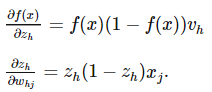 ∂f(x)/∂z_h = f(x)(1 − f(x))v_h
∂z_h/∂w_hj = z_h(1 − z_h)x_j.